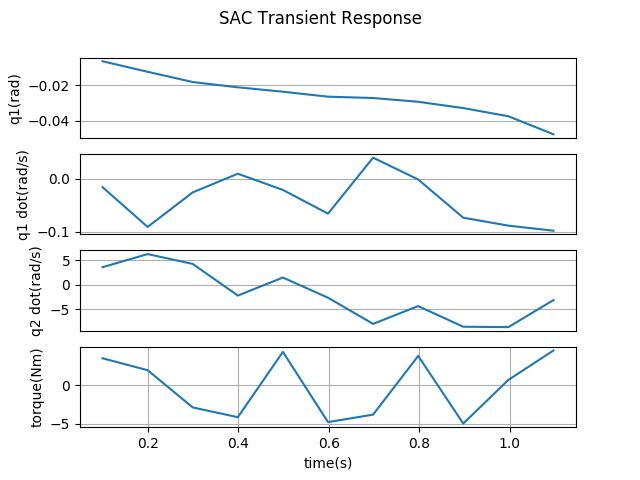 SAC Transient Response
q1(rad)
−0.02
−0.04
q1 dot(rad/s)
0.0
−0.1
q2 dot(rad/s)
5
0
−5
torque(Nm)
0
−5
0.2 0.4 0.6 0.8 1.0
time(s)